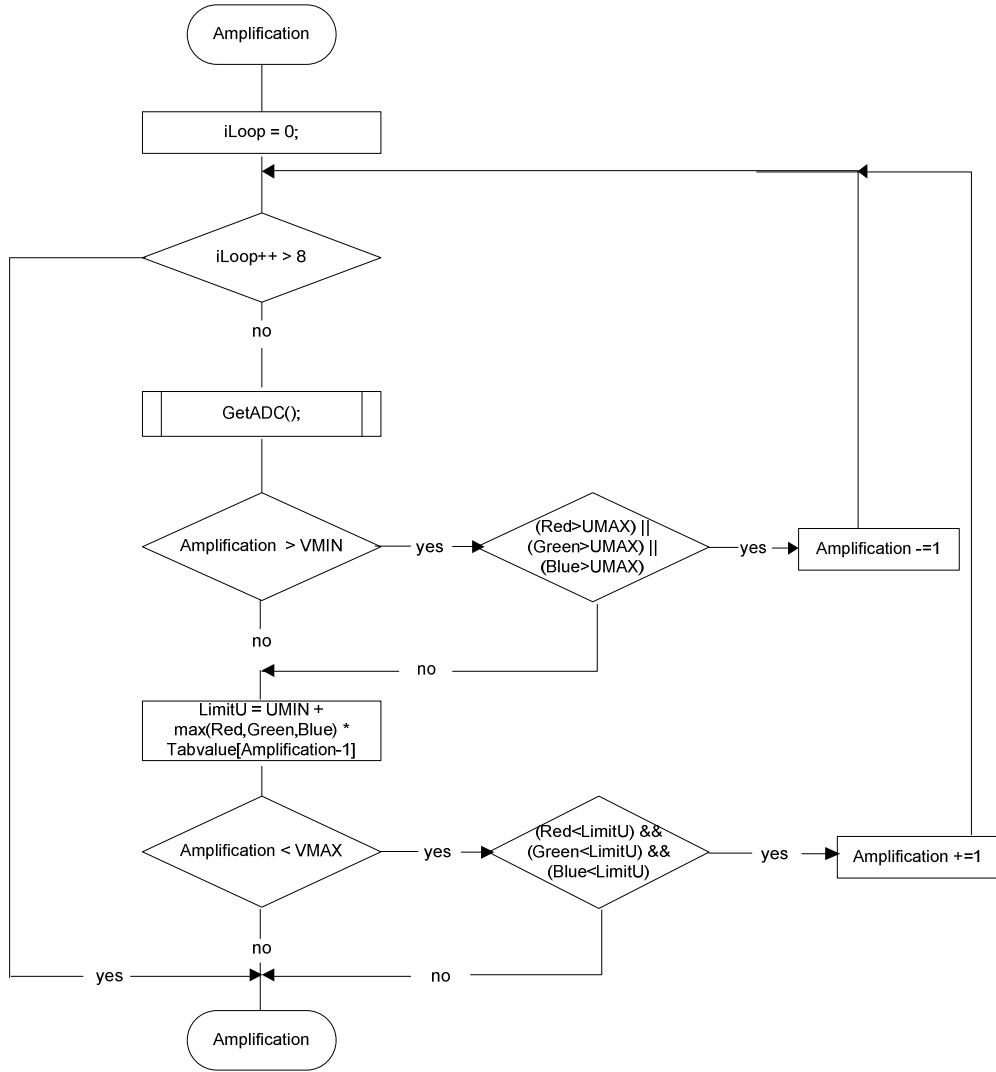 Amplification
iLoop = 0;
iLoop++ > 8
no
GetADC();
Amplification > VMIN
yes
(Red>UMAX) ||
(Green>UMAX) ||
(Blue>UMAX)
yes
Amplification -=1
no
no
LimitU = UMIN +
max(Red,Green,Blue) *
Tabvalue[Amplification-1]
Amplification < VMAX
yes
(Red<LimitU) &&
(Green<LimitU) &&
(Blue<LimitU)
yes
Amplification +=1
no
yes
no
Amplification